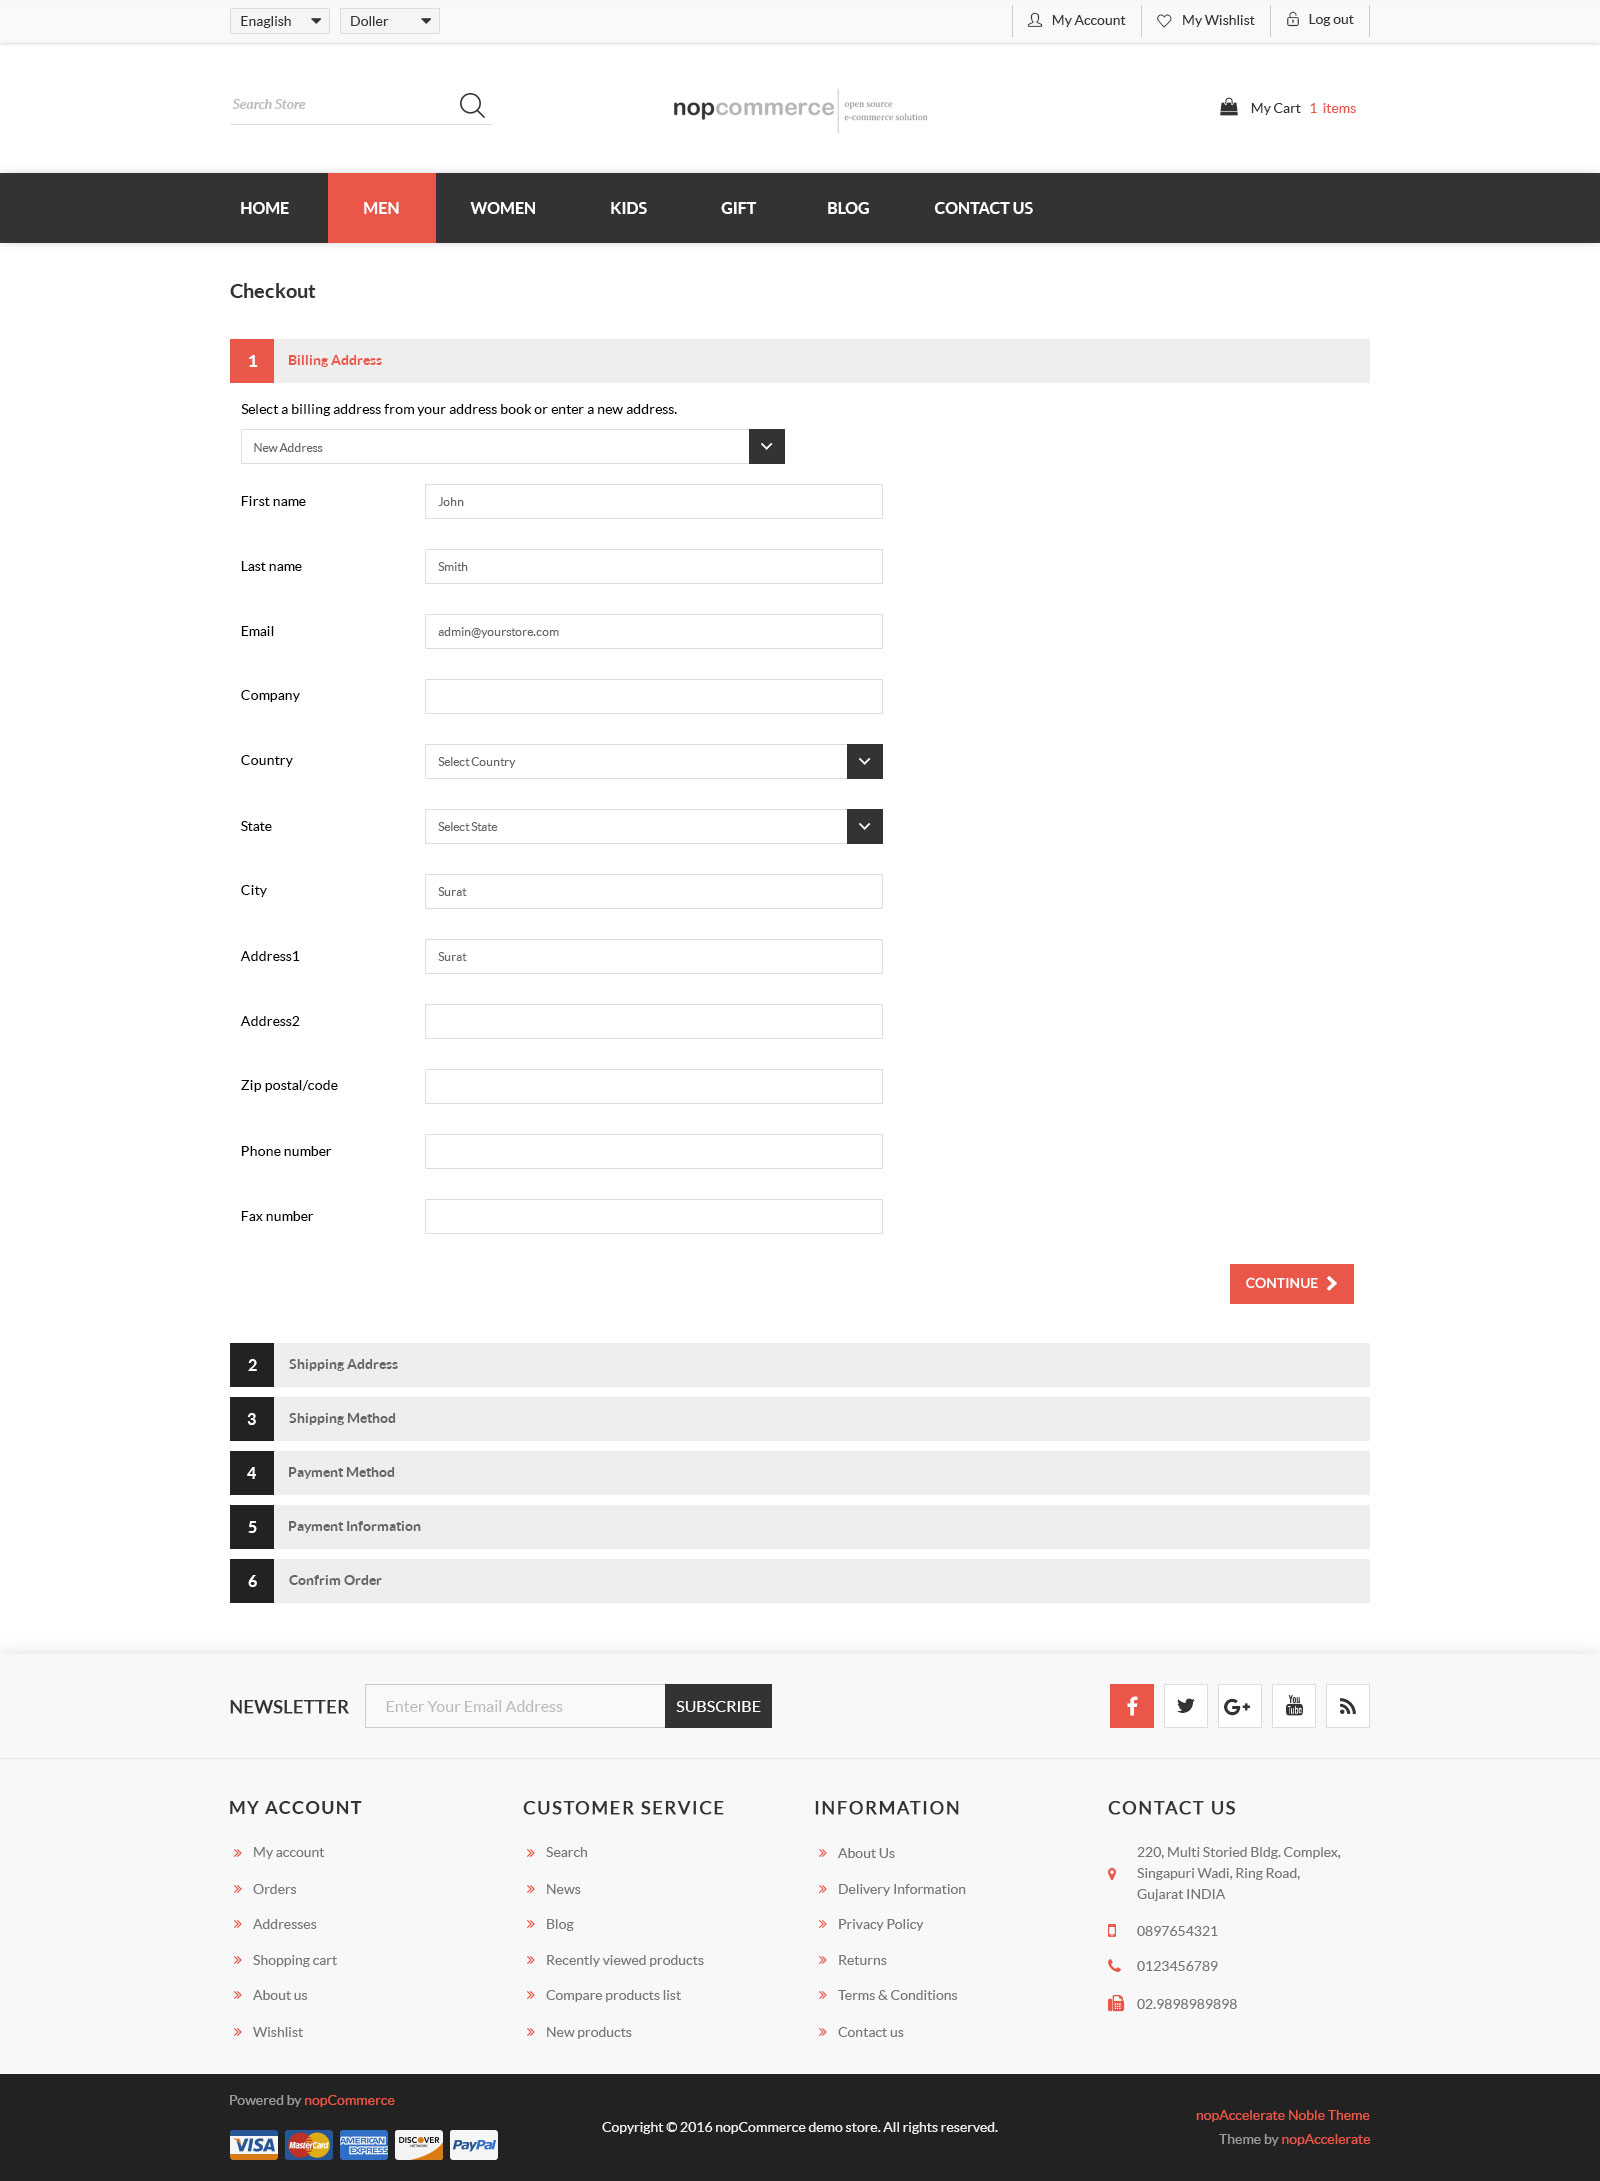 Enaglish Doller My Account My Wishlist Log out
Search Store nopcommerce open source
e-commerce solution
My Cart 1 items
HOME MEN WOMEN KIDS GIFT BLOG CONTACT US
Checkout
1 Billing Address
Select a billing address from your address book or enter a new address.
New Address
First name John
Last name Smith
Email admin@yourstore.com
Company
Country Select Country
State Select State
City Surat
Address1 Surat
Address2
Zip postal/code
Phone number
Fax number
CONTINUE
2 Shipping Address
3 Shipping Method
4 Payment Method
5 Payment Information
6 Confrim Order
NEWSLETTER Enter Your Email Address SUBSCRIBE f G+ You Tube
MY ACCOUNT
My account
Orders
Addresses
Shopping cart
About us
Wishlist
CUSTOMER SERVICE
Search
News
Blog
Recently viewed products
Compare products list
New products
INFORMATION
About Us
Delivery Information
Privacy Policy
Returns
Terms & Conditions
Contact us
CONTACT US
220, Multi Storied Bldg. Complex,
Singapuri Wadi, Ring Road,
Gujarat INDIA
0897654321
0123456789
02.9898989898
Powered by nopCommerce
VISA MasterCard AMERICAN EXPRESS DISCOVER NETWORK PayPal
Copyright © 2016 nopCommerce demo store. All rights reserved.
nopAccelerate Noble Theme
Theme by nopAccelerate